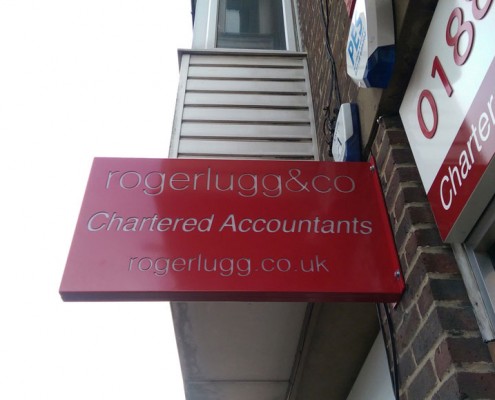 rogerlugg&co
Chartered Accountants
rogerlugg.co.uk
018
Charter